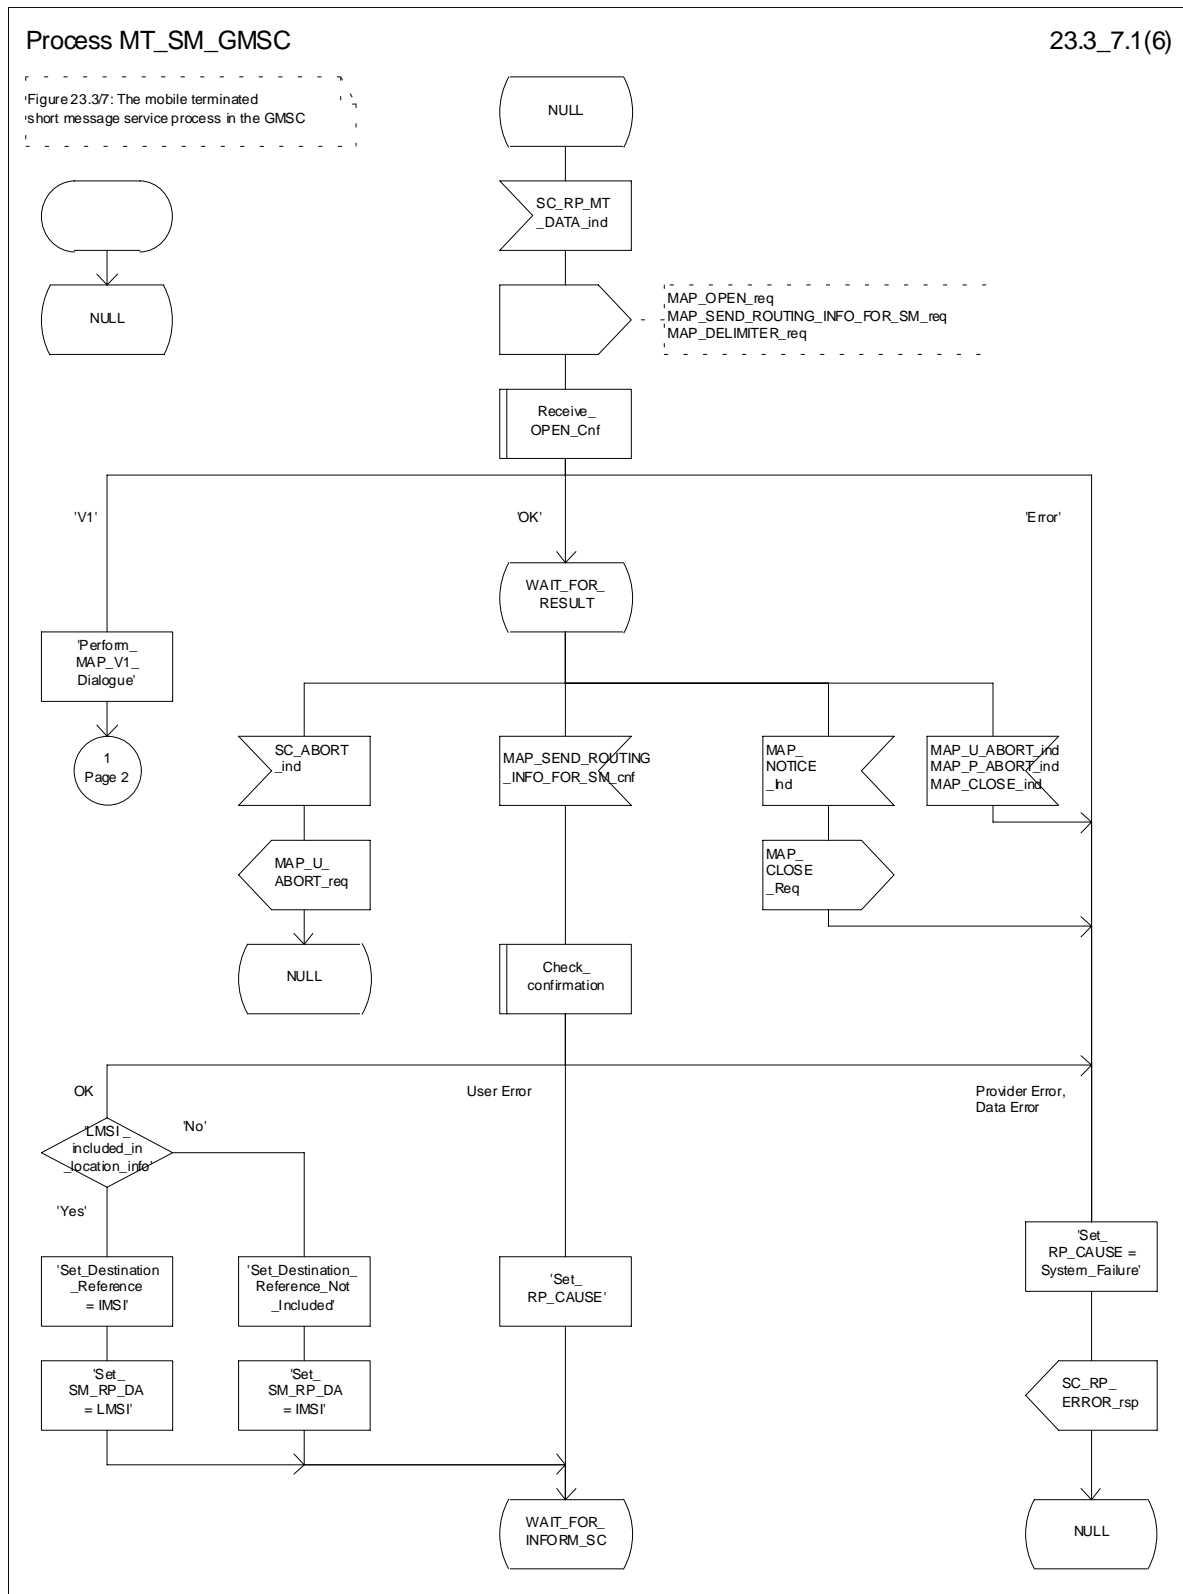 Process MT_SM_GMSC
23.3_7.1(6)
Figure 23.3/7: The mobile terminated
short message service process in the GMSC
NULL
SC_RP_MT
_DATA_ind
NULL
MAP_OPEN_req
MAP_SEND_ROUTING_INFO_FOR_SM_req
MAP_DELIMITER_req
Receive_
OPEN_Cnf
'V1'
'OK'
'Error'
WAIT_FOR_
RESULT
'Perform_
MAP_V1_
Dialogue'
1
Page 2
SC_ABORT
_ind
MAP_SEND_ROUTING
_INFO_FOR_SM_cnf
MAP_
NOTICE
_Ind
MAP_U_ABORT_ind
MAP_P_ABORT_ind
MAP_CLOSE_ind
MAP_U_
ABORT_req
MAP_
CLOSE
_Req
NULL
Check_
confirmation
OK
User Error
Provider Error,
Data Error
'LMSI_
included_in
_location_info'
'No'
'Yes'
'Set_Destination
_Reference
= IMSI'
'Set_Destination_
Reference_Not
_Included'
'Set_
RP_CAUSE'
'Set_
RP_CAUSE =
System_Failure'
'Set_
SM_RP_DA
= LMSI'
'Set_
SM_RP_DA
= IMSI'
SC_RP_
ERROR_rsp
WAIT_FOR_
INFORM_SC
NULL